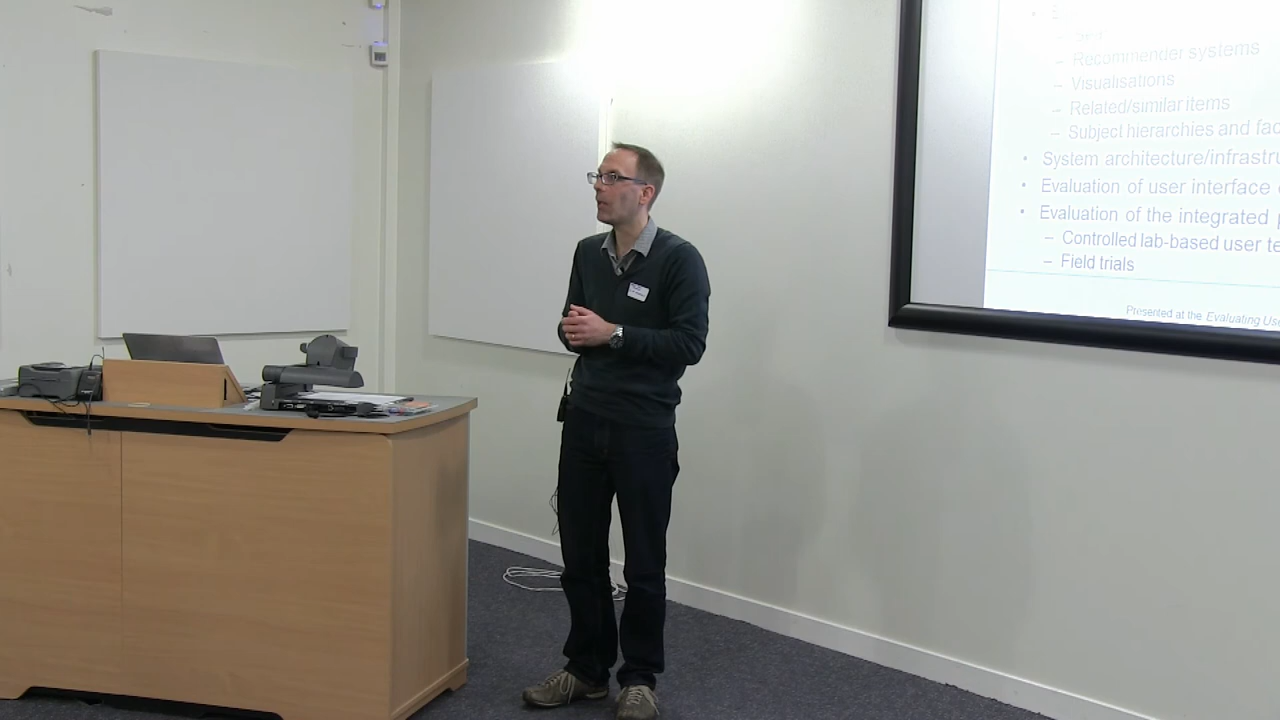 – Recommender systems
– Visualisations
– Related/similar items
– Subject hierarchies and fac
• System architecture/infrastru
• Evaluation of user interface
• Evaluation of the integrated
– Controlled lab-based user te
– Field trials
Presented at the Evaluating Use